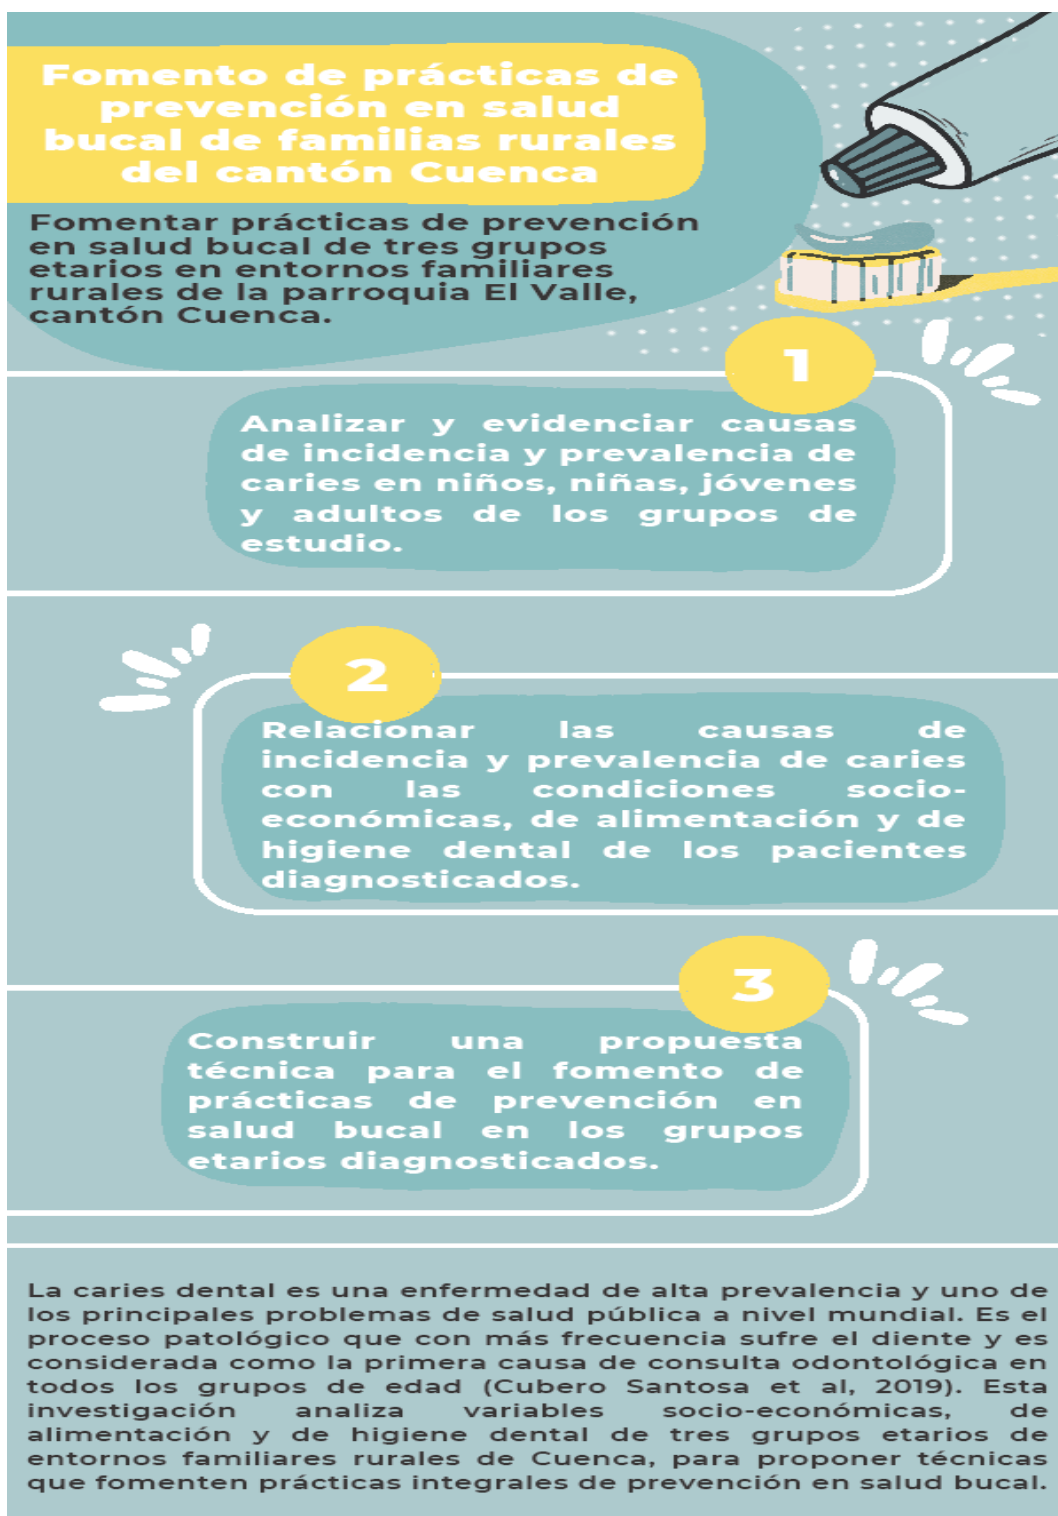 Fomento de prácticas de
prevención en salud
bucal de familias rurales
del cantón Cuenca
Fomentar prácticas de prevención
en salud bucal de tres grupos
etarios en entornos familiares
rurales de la parroquia El Valle,
cantón Cuenca.
1
Analizar y evidenciar causas
de incidencia y prevalencia de
caries en niños, niñas, jóvenes
y adultos de los grupos de
estudio.
2
Relacionar las causas de
incidencia y prevalencia de caries
con las condiciones socio-
económicas, de alimentación y de
higiene dental de los pacientes
diagnosticados.
3
Construir una propuesta
técnica para el fomento de
prácticas de prevención en
salud bucal en los grupos
etarios diagnosticados.
La caries dental es una enfermedad de alta prevalencia y uno de
los principales problemas de salud pública a nivel mundial. Es el
proceso patológico que con más frecuencia sufre el diente y es
considerada como la primera causa de consulta odontológica en
todos los grupos de edad (Cubero Santosa et al, 2019). Esta
investigación analiza variables socio-económicas, de
alimentación y de higiene dental de tres grupos etarios de
entornos familiares rurales de Cuenca, para proponer técnicas
que fomenten prácticas integrales de prevención en salud bucal.